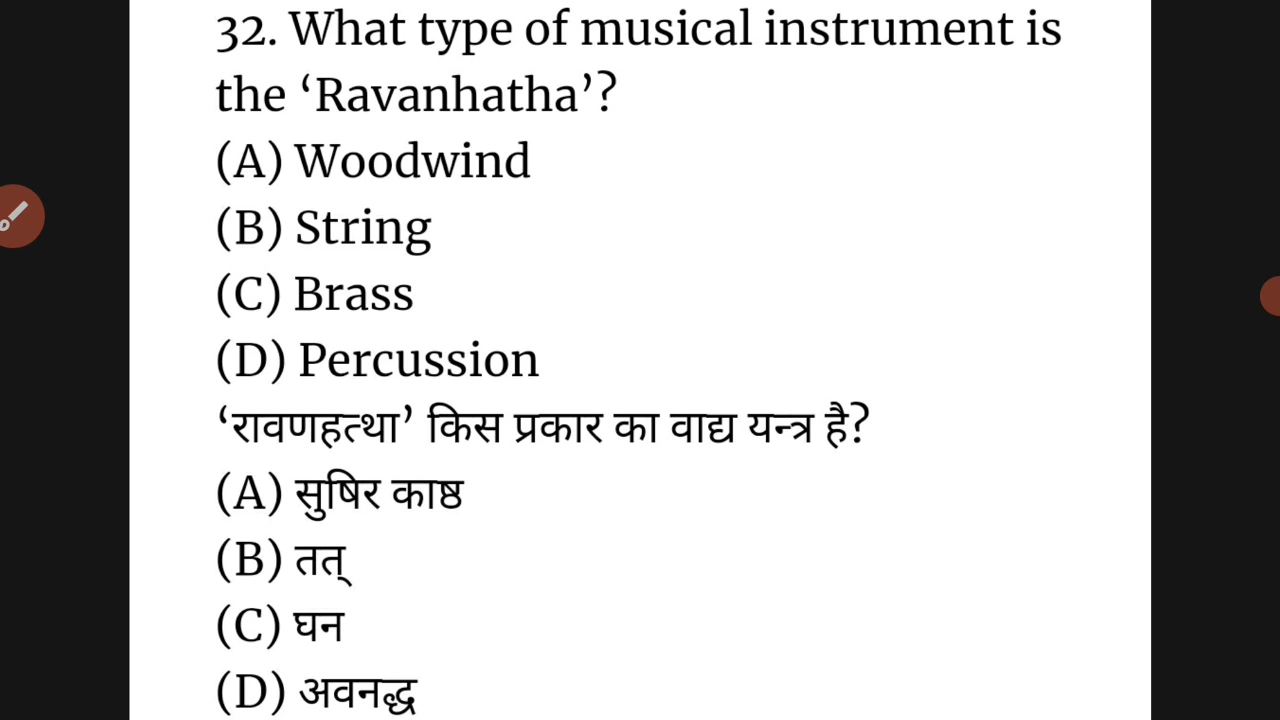 32. What type of musical instrument is
the ‘Ravanhatha’?
(A) Woodwind
(B) String
(C) Brass
(D) Percussion
‘रावणहत्था’ किस प्रकार का वाद्य यन्त्र है?
(A) सुषिर काष्ठ
(B) तत्
(C) घन
(D) अवनद्ध